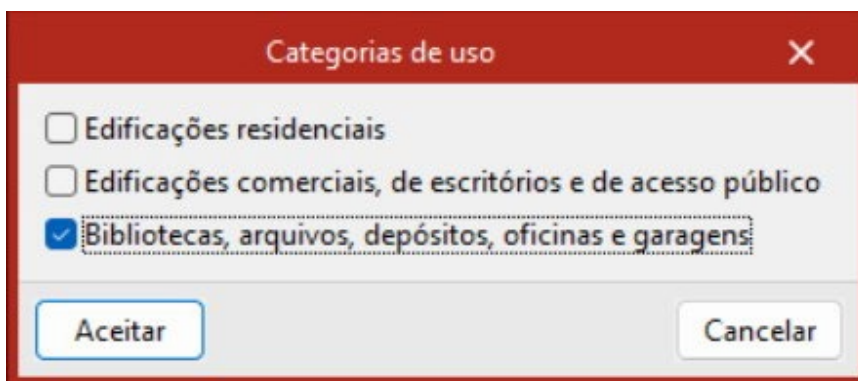 Categorias de uso
Edificações residenciais
Edificações comerciais, de escritórios e de acesso público
Bibliotecas, arquivos, depósitos, oficinas e garagens
Aceitar
Cancelar